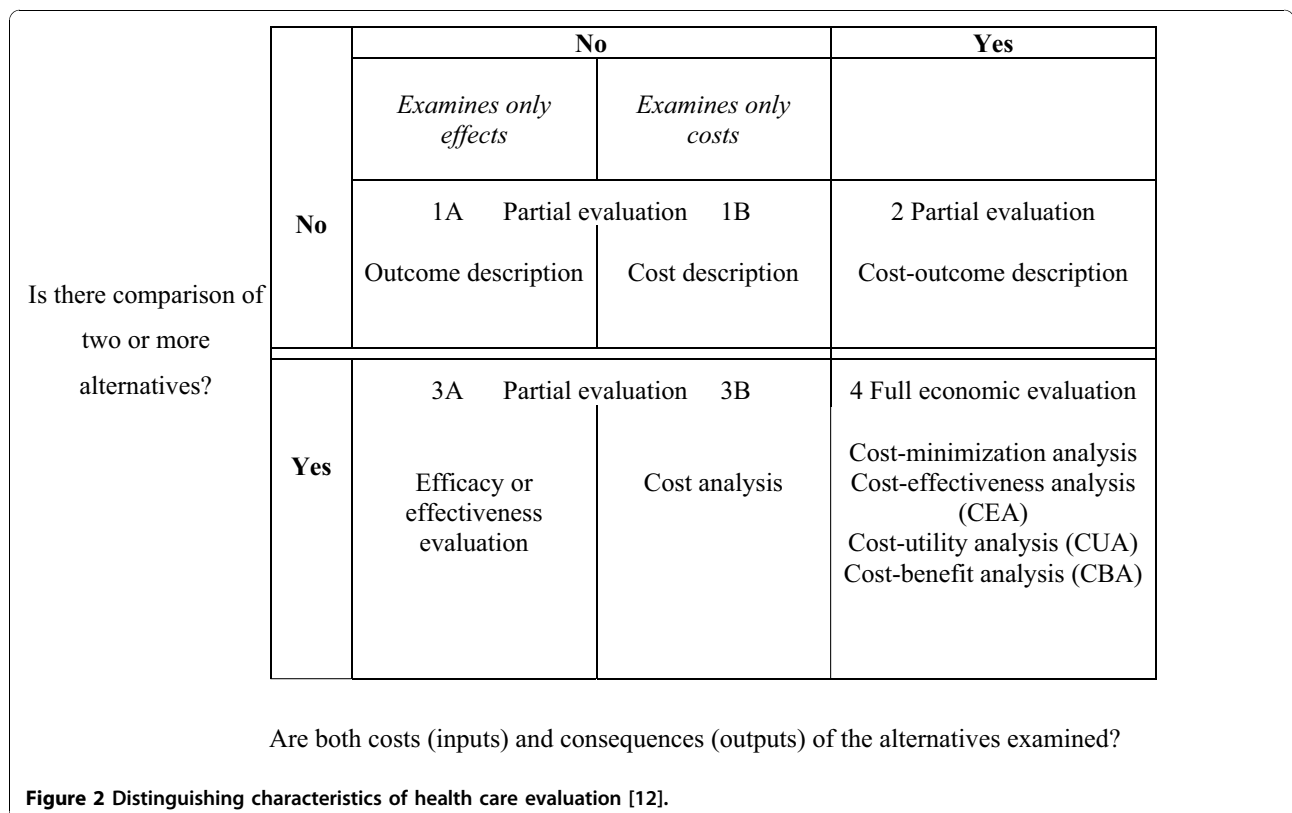 No
Yes
Examines only
effects
Examines only
costs
No
1A Partial evaluation 1B
2 Partial evaluation
Outcome description
Cost description
Cost-outcome description
Is there comparison of
two or more
alternatives?
Yes
3A Partial evaluation 3B
4 Full economic evaluation
Efficacy or
effectiveness
evaluation
Cost analysis
Cost-minimization analysis
Cost-effectiveness analysis
(CEA)
Cost-utility analysis (CUA)
Cost-benefit analysis (CBA)
Are both costs (inputs) and consequences (outputs) of the alternatives examined?
Figure 2 Distinguishing characteristics of health care evaluation [12].